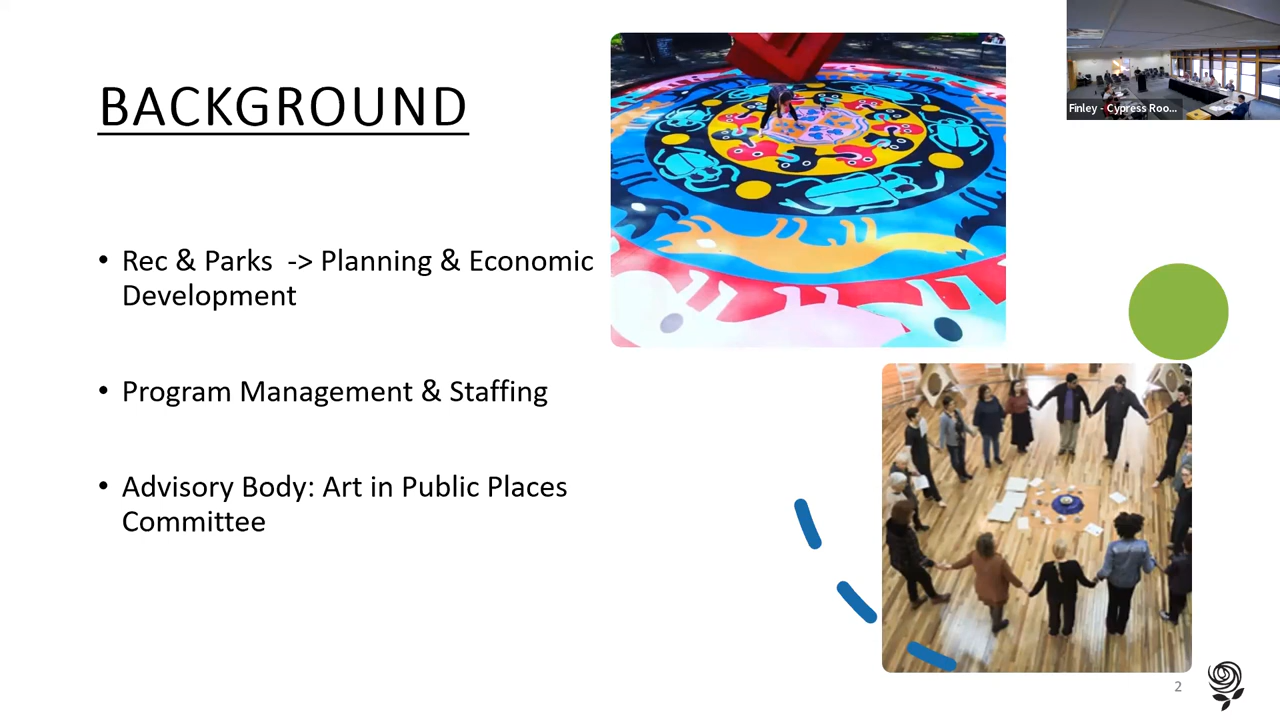 BACKGROUND
• Rec & Parks -> Planning & Economic
Development
• Program Management & Staffing
• Advisory Body: Art in Public Places
Committee
Finley - Cypress Roo...
2